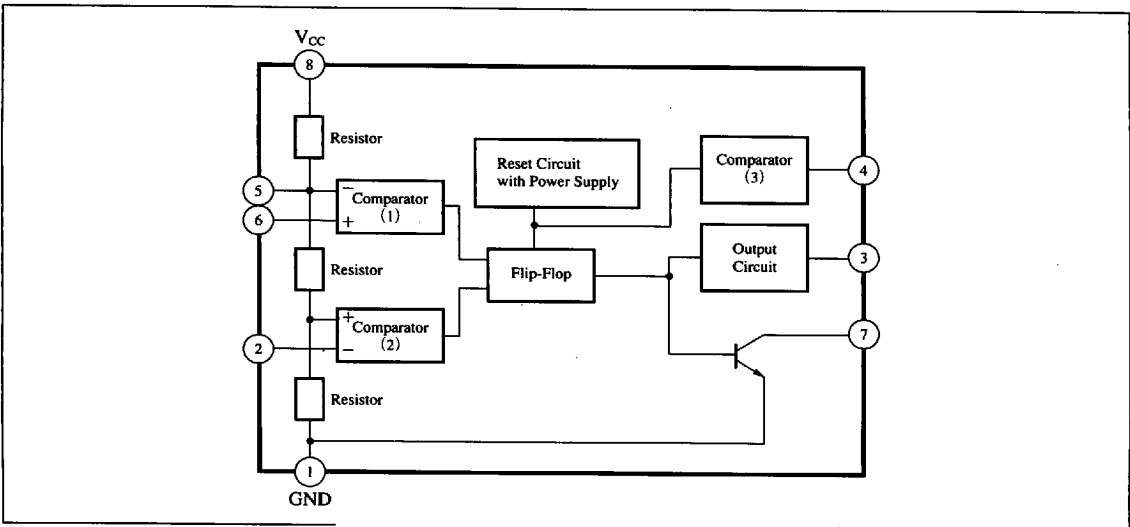 VCC
8
Resistor
Reset Circuit
with Power Supply
Comparator
(3)
4
5
−
Comparator
(1)
6
+
Resistor
Flip-Flop
Output
Circuit
3
+
Comparator
(2)
2
−
7
Resistor
1
GND